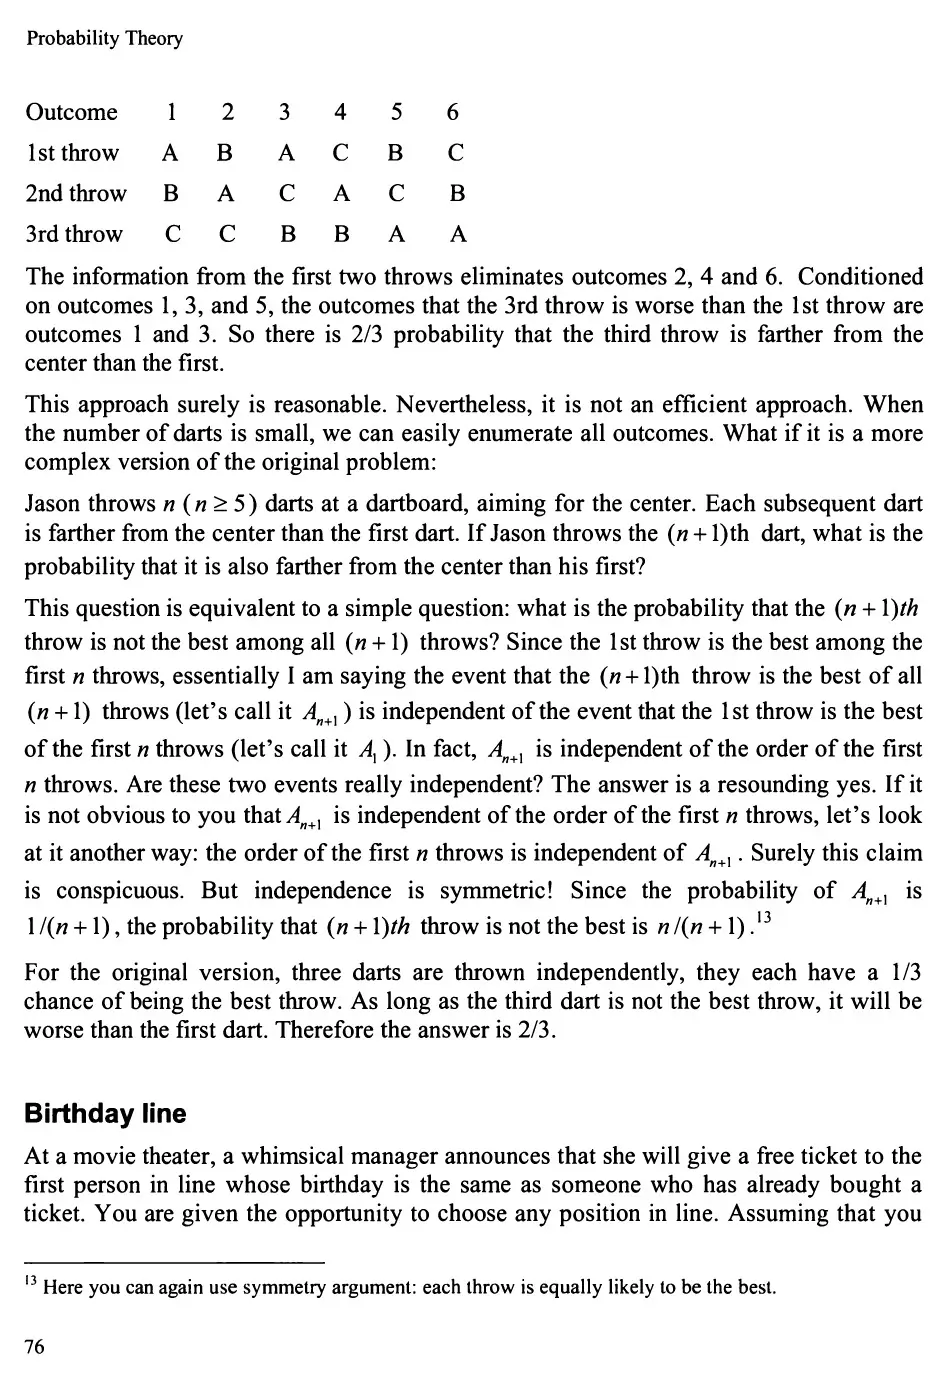 Probability Theory
Outcome 1 2 3 4 5 6
1st throw A B A C B C
2nd throw B A C A C B
3rd throw C C B B A A
The information from the first two throws eliminates outcomes 2, 4 and 6. Conditioned
on outcomes 1, 3, and 5, the outcomes that the 3rd throw is worse than the 1st throw are
outcomes 1 and 3. So there is 2/3 probability that the third throw is farther from the
center than the first.
This approach surely is reasonable. Nevertheless, it is not an efficient approach. When
the number of darts is small, we can easily enumerate all outcomes. What if it is a more
complex version of the original problem:
Jason throws n (n ≥ 5) darts at a dartboard, aiming for the center. Each subsequent dart
is farther from the center than the first dart. If Jason throws the (n+1)th dart, what is the
probability that it is also farther from the center than his first?
This question is equivalent to a simple question: what is the probability that the (n+1)th
throw is not the best among all (n+1) throws? Since the 1st throw is the best among the
first n throws, essentially I am saying the event that the (n+1)th throw is the best of all
(n+1) throws (let's call it Aₙ₊₁) is independent of the event that the 1st throw is the best
of the first n throws (let's call it A₁). In fact, Aₙ₊₁ is independent of the order of the first
n throws. Are these two events really independent? The answer is a resounding yes. If it
is not obvious to you that Aₙ₊₁ is independent of the order of the first n throws, let's look
at it another way: the order of the first n throws is independent of Aₙ₊₁. Surely this claim
is conspicuous. But independence is symmetric! Since the probability of Aₙ₊₁ is
1/(n+1), the probability that (n+1)th throw is not the best is n/(n+1).¹³
For the original version, three darts are thrown independently, they each have a 1/3
chance of being the best throw. As long as the third dart is not the best throw, it will be
worse than the first dart. Therefore the answer is 2/3.
Birthday line
At a movie theater, a whimsical manager announces that she will give a free ticket to the
first person in line whose birthday is the same as someone who has already bought a
ticket. You are given the opportunity to choose any position in line. Assuming that you
¹³ Here you can again use symmetry argument: each throw is equally likely to be the best.
76